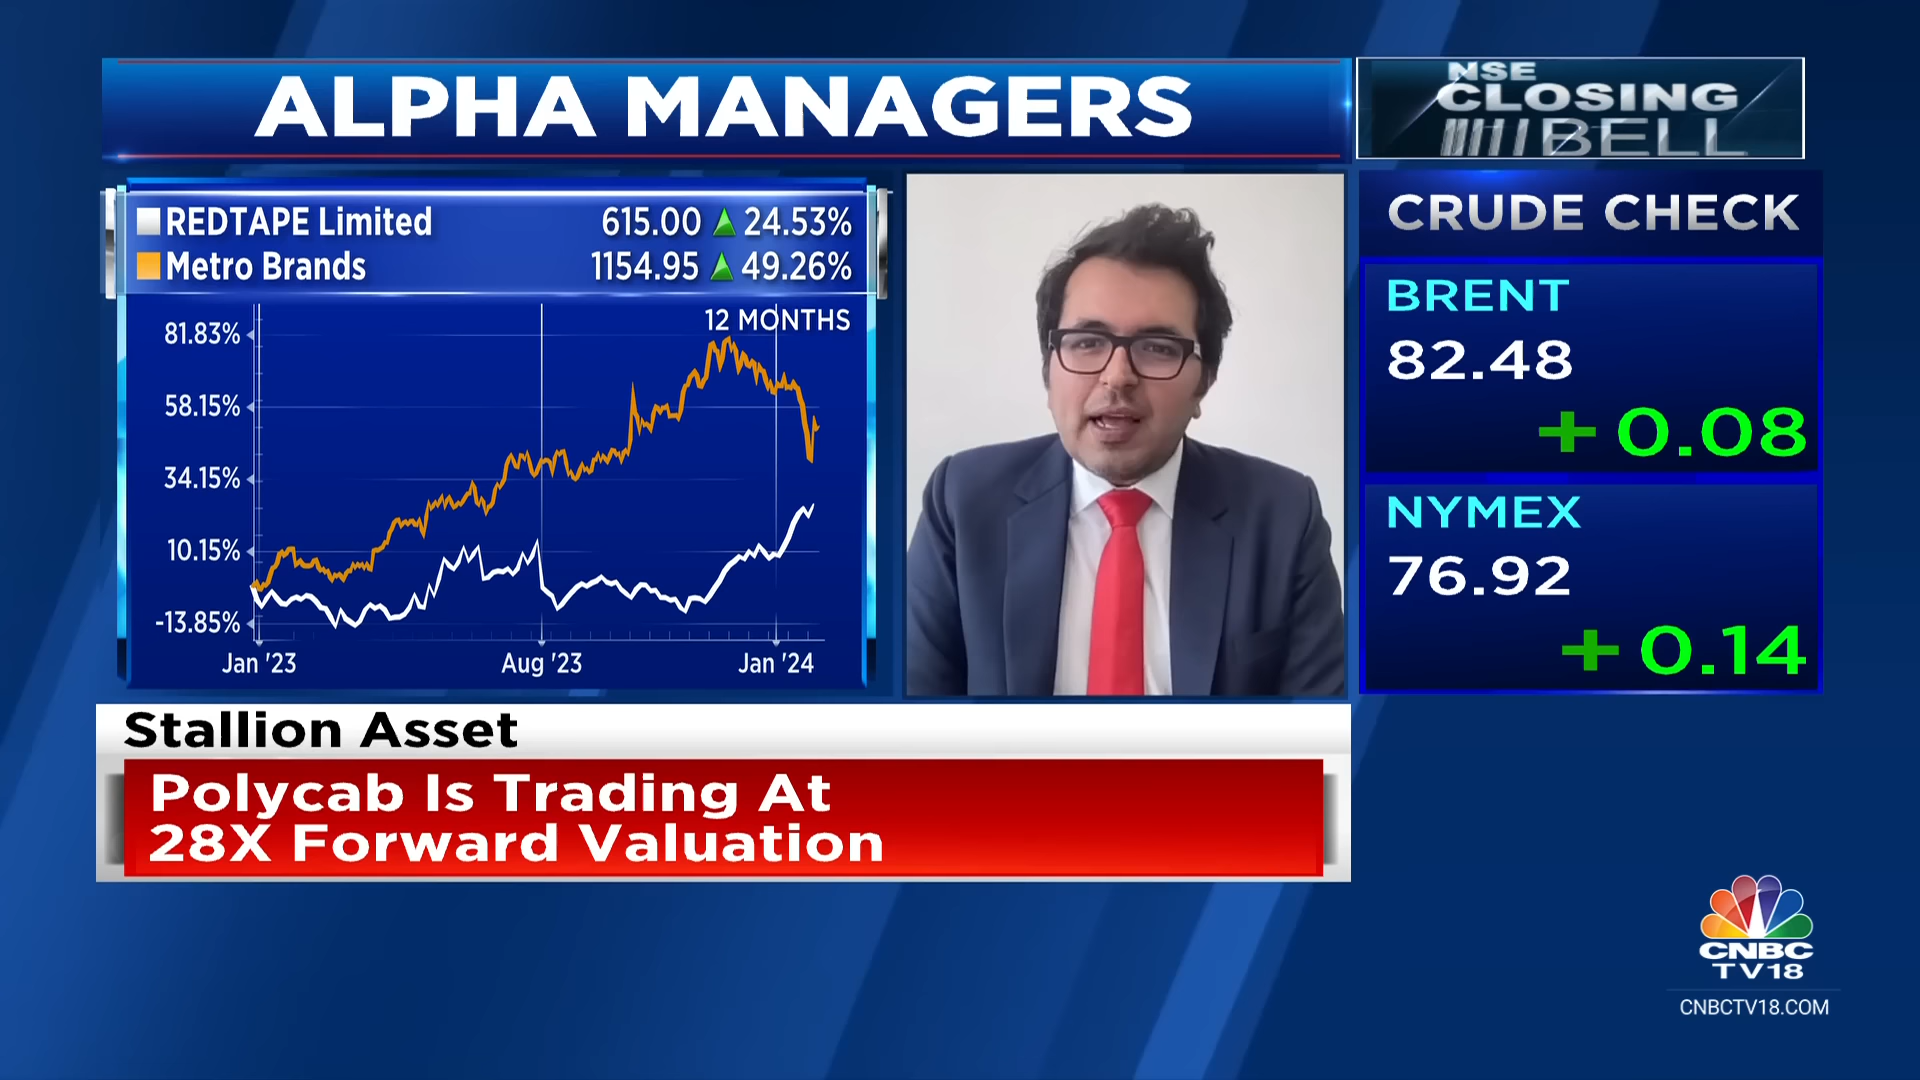 ALPHA MANAGERS
NSE
CLOSING
BELL
REDTAPE Limited 615.00 ▲ 24.53%
Metro Brands 1154.95 ▲ 49.26%
12 MONTHS
81.83%
58.15%
34.15%
10.15%
-13.85%
Jan '23 Aug '23 Jan '24
CRUDE CHECK
BRENT
82.48
+ 0.08
NYMEX
76.92
+ 0.14
Stallion Asset
Polycab Is Trading At
28X Forward Valuation
CNBC
TV18
CNBCTV18.COM